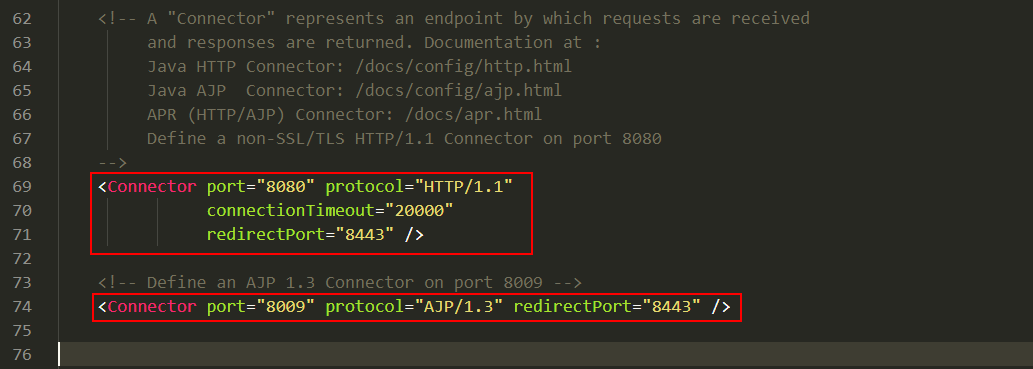 62 <!-- A "Connector" represents an endpoint by which requests are received
63 and responses are returned. Documentation at :
64 Java HTTP Connector: /docs/config/http.html
65 Java AJP  Connector: /docs/config/ajp.html
66 APR (HTTP/AJP) Connector: /docs/apr.html
67 Define a non-SSL/TLS HTTP/1.1 Connector on port 8080
68 -->
69 <Connector port="8080" protocol="HTTP/1.1"
70 connectionTimeout="20000"
71 redirectPort="8443" />
72
73 <!-- Define an AJP 1.3 Connector on port 8009 -->
74 <Connector port="8009" protocol="AJP/1.3" redirectPort="8443" />
75
76